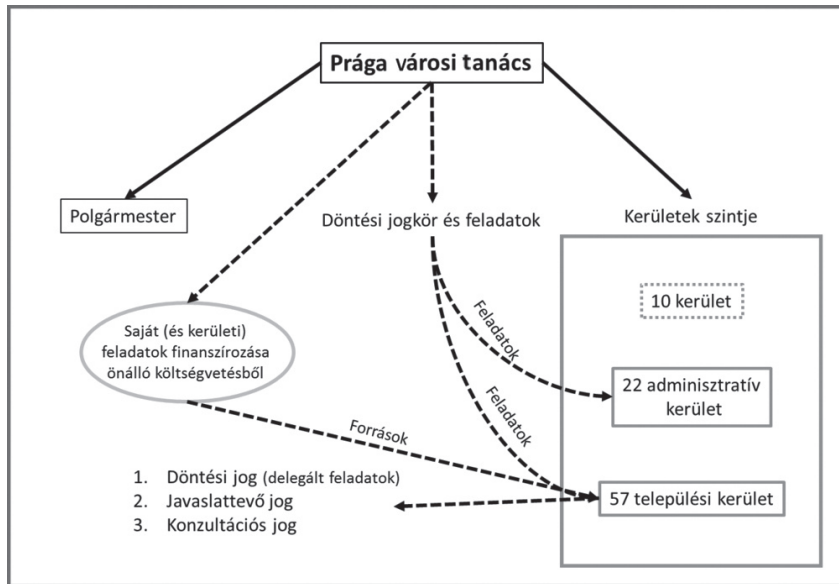 Prága városi tanács
Polgármester
Döntési jogkör és feladatok
Kerületek szintje
10 kerület
Saját (és kerületi)
feladatok finanszírozása
önálló költségvetésből
Feladatok
22 adminisztratív
kerület
Feladatok
Források
1. Döntési jog (delegált feladatok)
2. Javaslattevő jog
3. Konzultációs jog
57 települési kerület